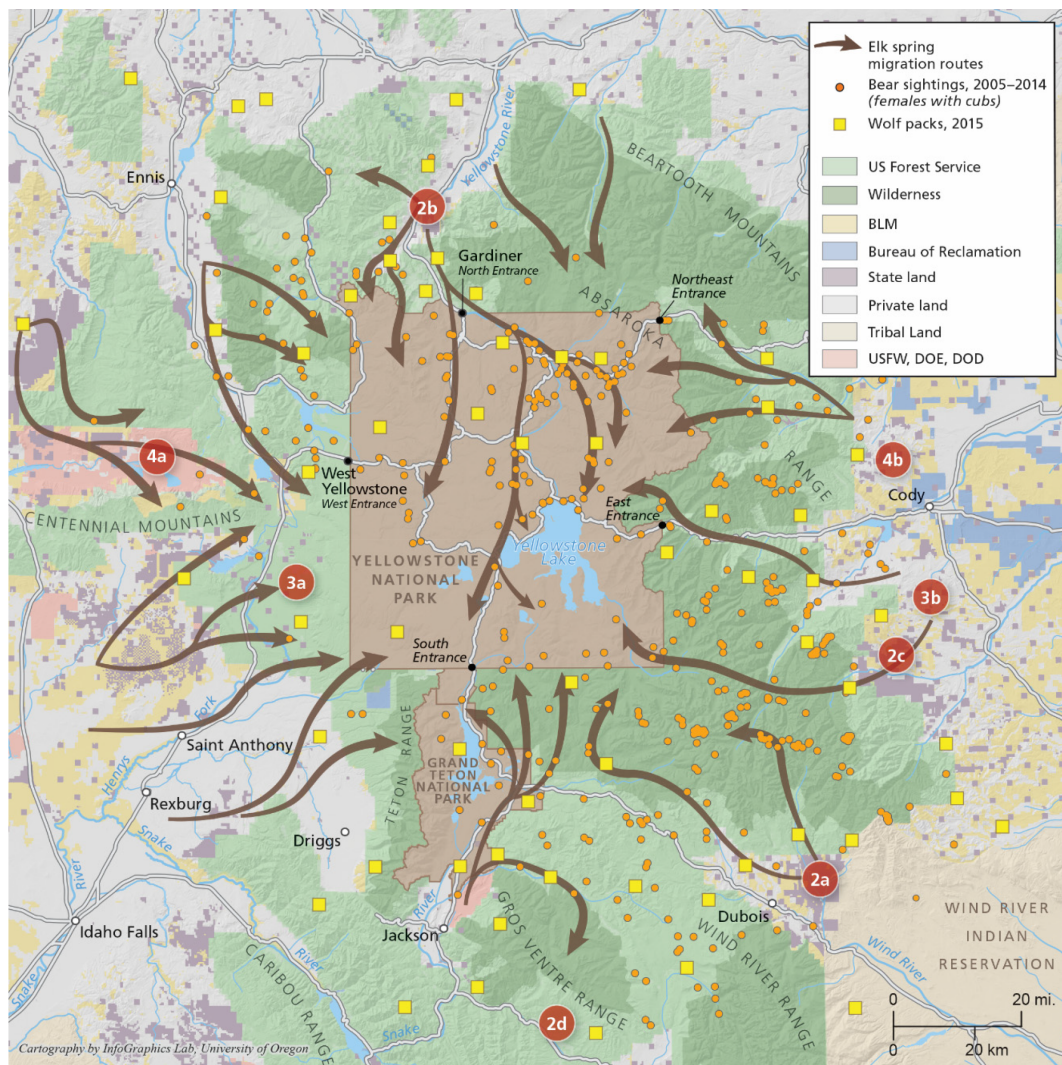 Elk spring
migration routes
Bear sightings, 2005–2014
(females with cubs)
Wolf packs, 2015
US Forest Service
Wilderness
BLM
Bureau of Reclamation
State land
Private land
Tribal Land
USFW, DOE, DOD
Yellowstone River
BEARTOOTH MOUNTAINS
Ennis
2b
Gardiner
North Entrance
Northeast
Entrance
ABSAROKA
RANGE
4a
4b
West
Yellowstone
West Entrance
Cody
CENTENNIAL MOUNTAINS
East
Entrance
Yellowstone
Lake
YELLOWSTONE
NATIONAL
PARK
3a
3b
2c
South
Entrance
Henrys Fork
Saint Anthony
TETON RANGE
GRAND
TETON
NATIONAL
PARK
Rexburg
Snake River
Driggs
2a
Dubois
WIND RIVER
INDIAN
RESERVATION
Idaho Falls
Jackson
GROS VENTRE RANGE
WIND RIVER RANGE
Wind River
CARIBOU RANGE
River
Snake
Snake
River
2d
0 20 mi.
0 20 km
Cartography by InfoGraphics Lab, University of Oregon